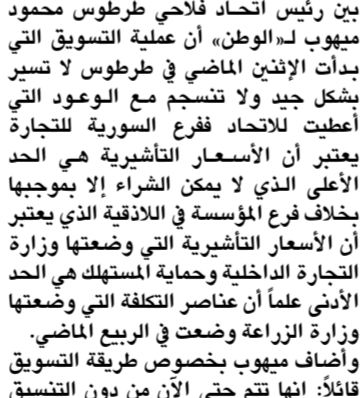 بين رئيس اتحاد فلاحي طرطوس محمود
ميهوب لـ«الوطن» أن عملية التسويق التي
بدأت الإثنين الماضي في طرطوس لا تسير
بشكل جيد ولا تنسجم مع الوعود التي
أعطيت للاتحاد ففرع السورية للتجارة
يعتبر أن الأسعار التأشيرية هي الحد
الأعلى الذي لا يمكن الشراء إلا بموجبها
بخلاف فرع المؤسسة في اللاذقية الذي يعتبر
أن الأسعار التأشيرية التي وضعتها وزارة
التجارة الداخلية وحماية المستهلك هي الحد
الأدنى علماً أن عناصر التكلفة التي وضعتها
وزارة الزراعة وضعت في الربيع الماضي.
وأضاف ميهوب بخصوص طريقة التسويق
قائلاً: إنها تتم حتى الآن من دون التنسيق